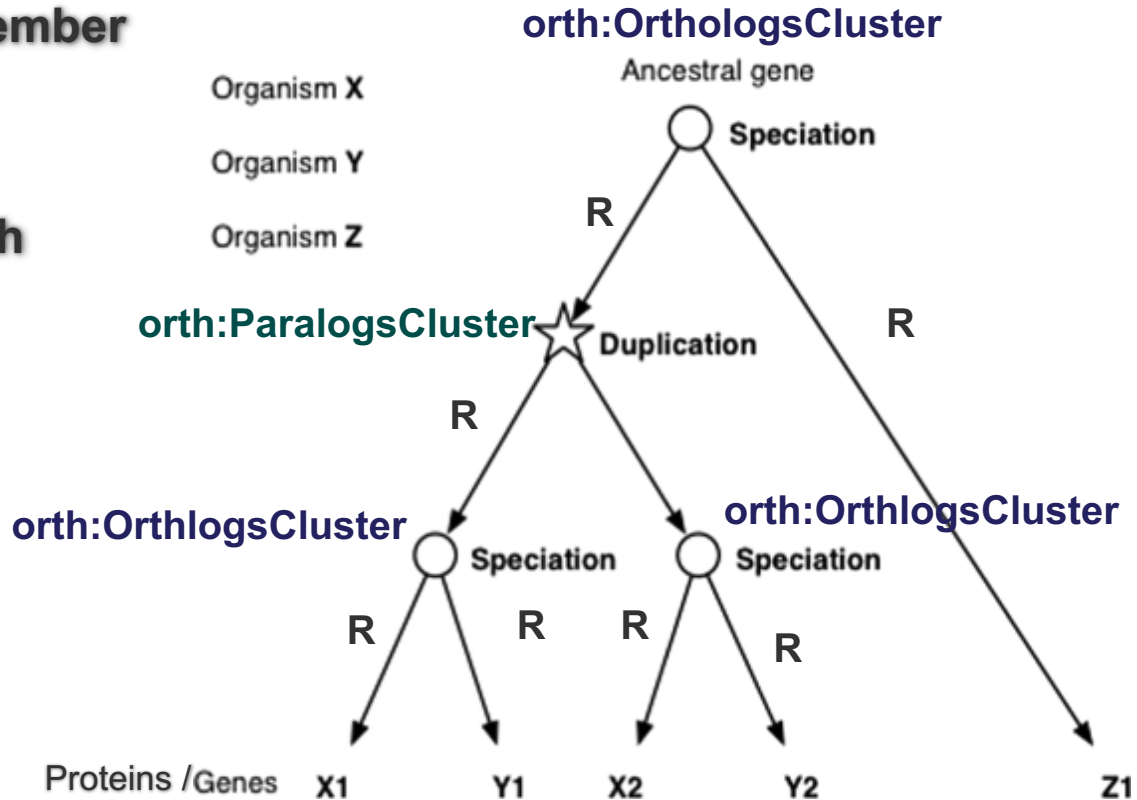 ember
orth:OrthologsCluster
Ancestral gene
Organism X
Speciation
Organism Y
R
Organism Z
h
orth:ParalogsCluster
Duplication
R
R
orth:OrthlogsCluster
orth:OrthlogsCluster
Speciation
Speciation
R
R
R
R
Proteins /Genes
X1
Y1
X2
Y2
Z1